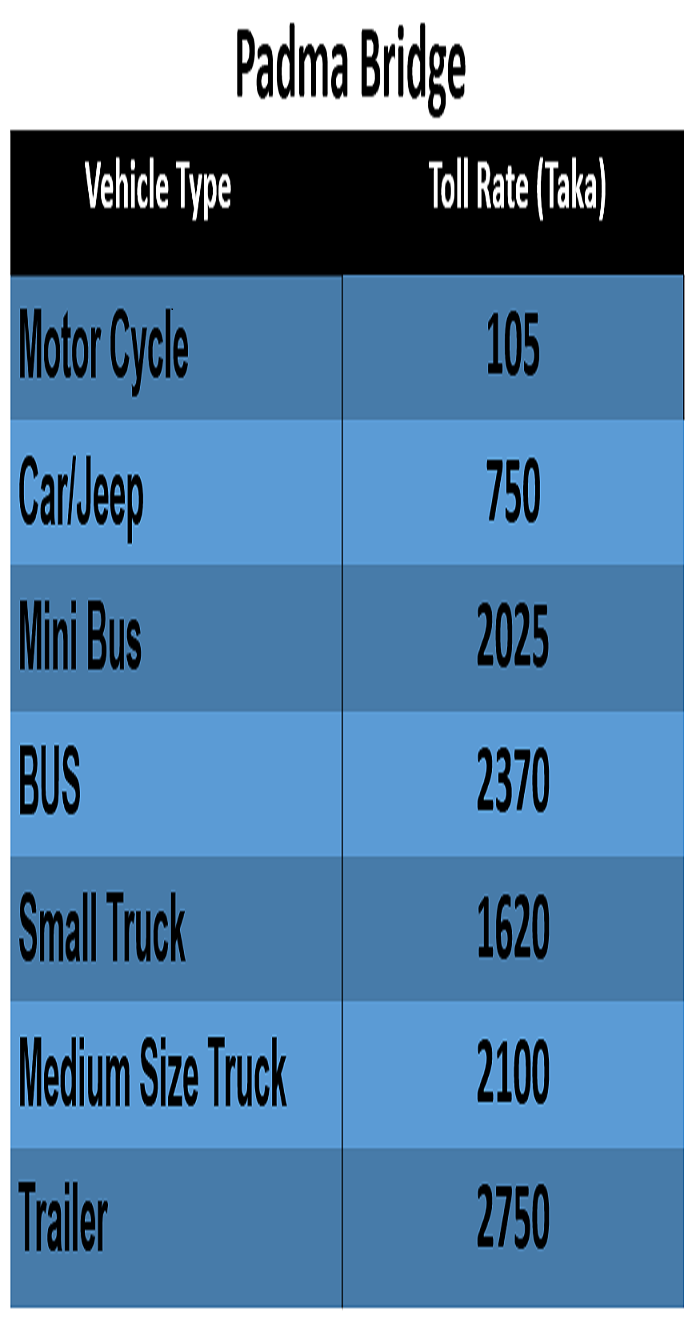 Padma Bridge
Vehicle Type Toll Rate (Taka)
Motor Cycle 105
Car/Jeep 750
Mini Bus 2025
BUS 2370
Small Truck 1620
Medium Size Truck 2100
Trailer 2750